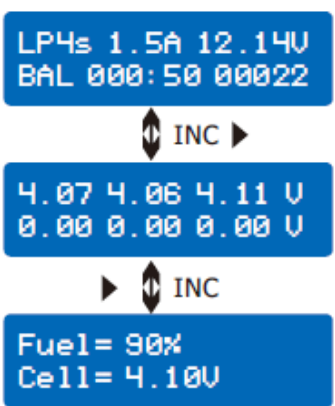 LP4s 1.5A 12.14V
BAL 000:50 00022
INC
4.07 4.06 4.11 V
0.00 0.00 0.00 V
INC
Fuel= 90%
Cell= 4.10V